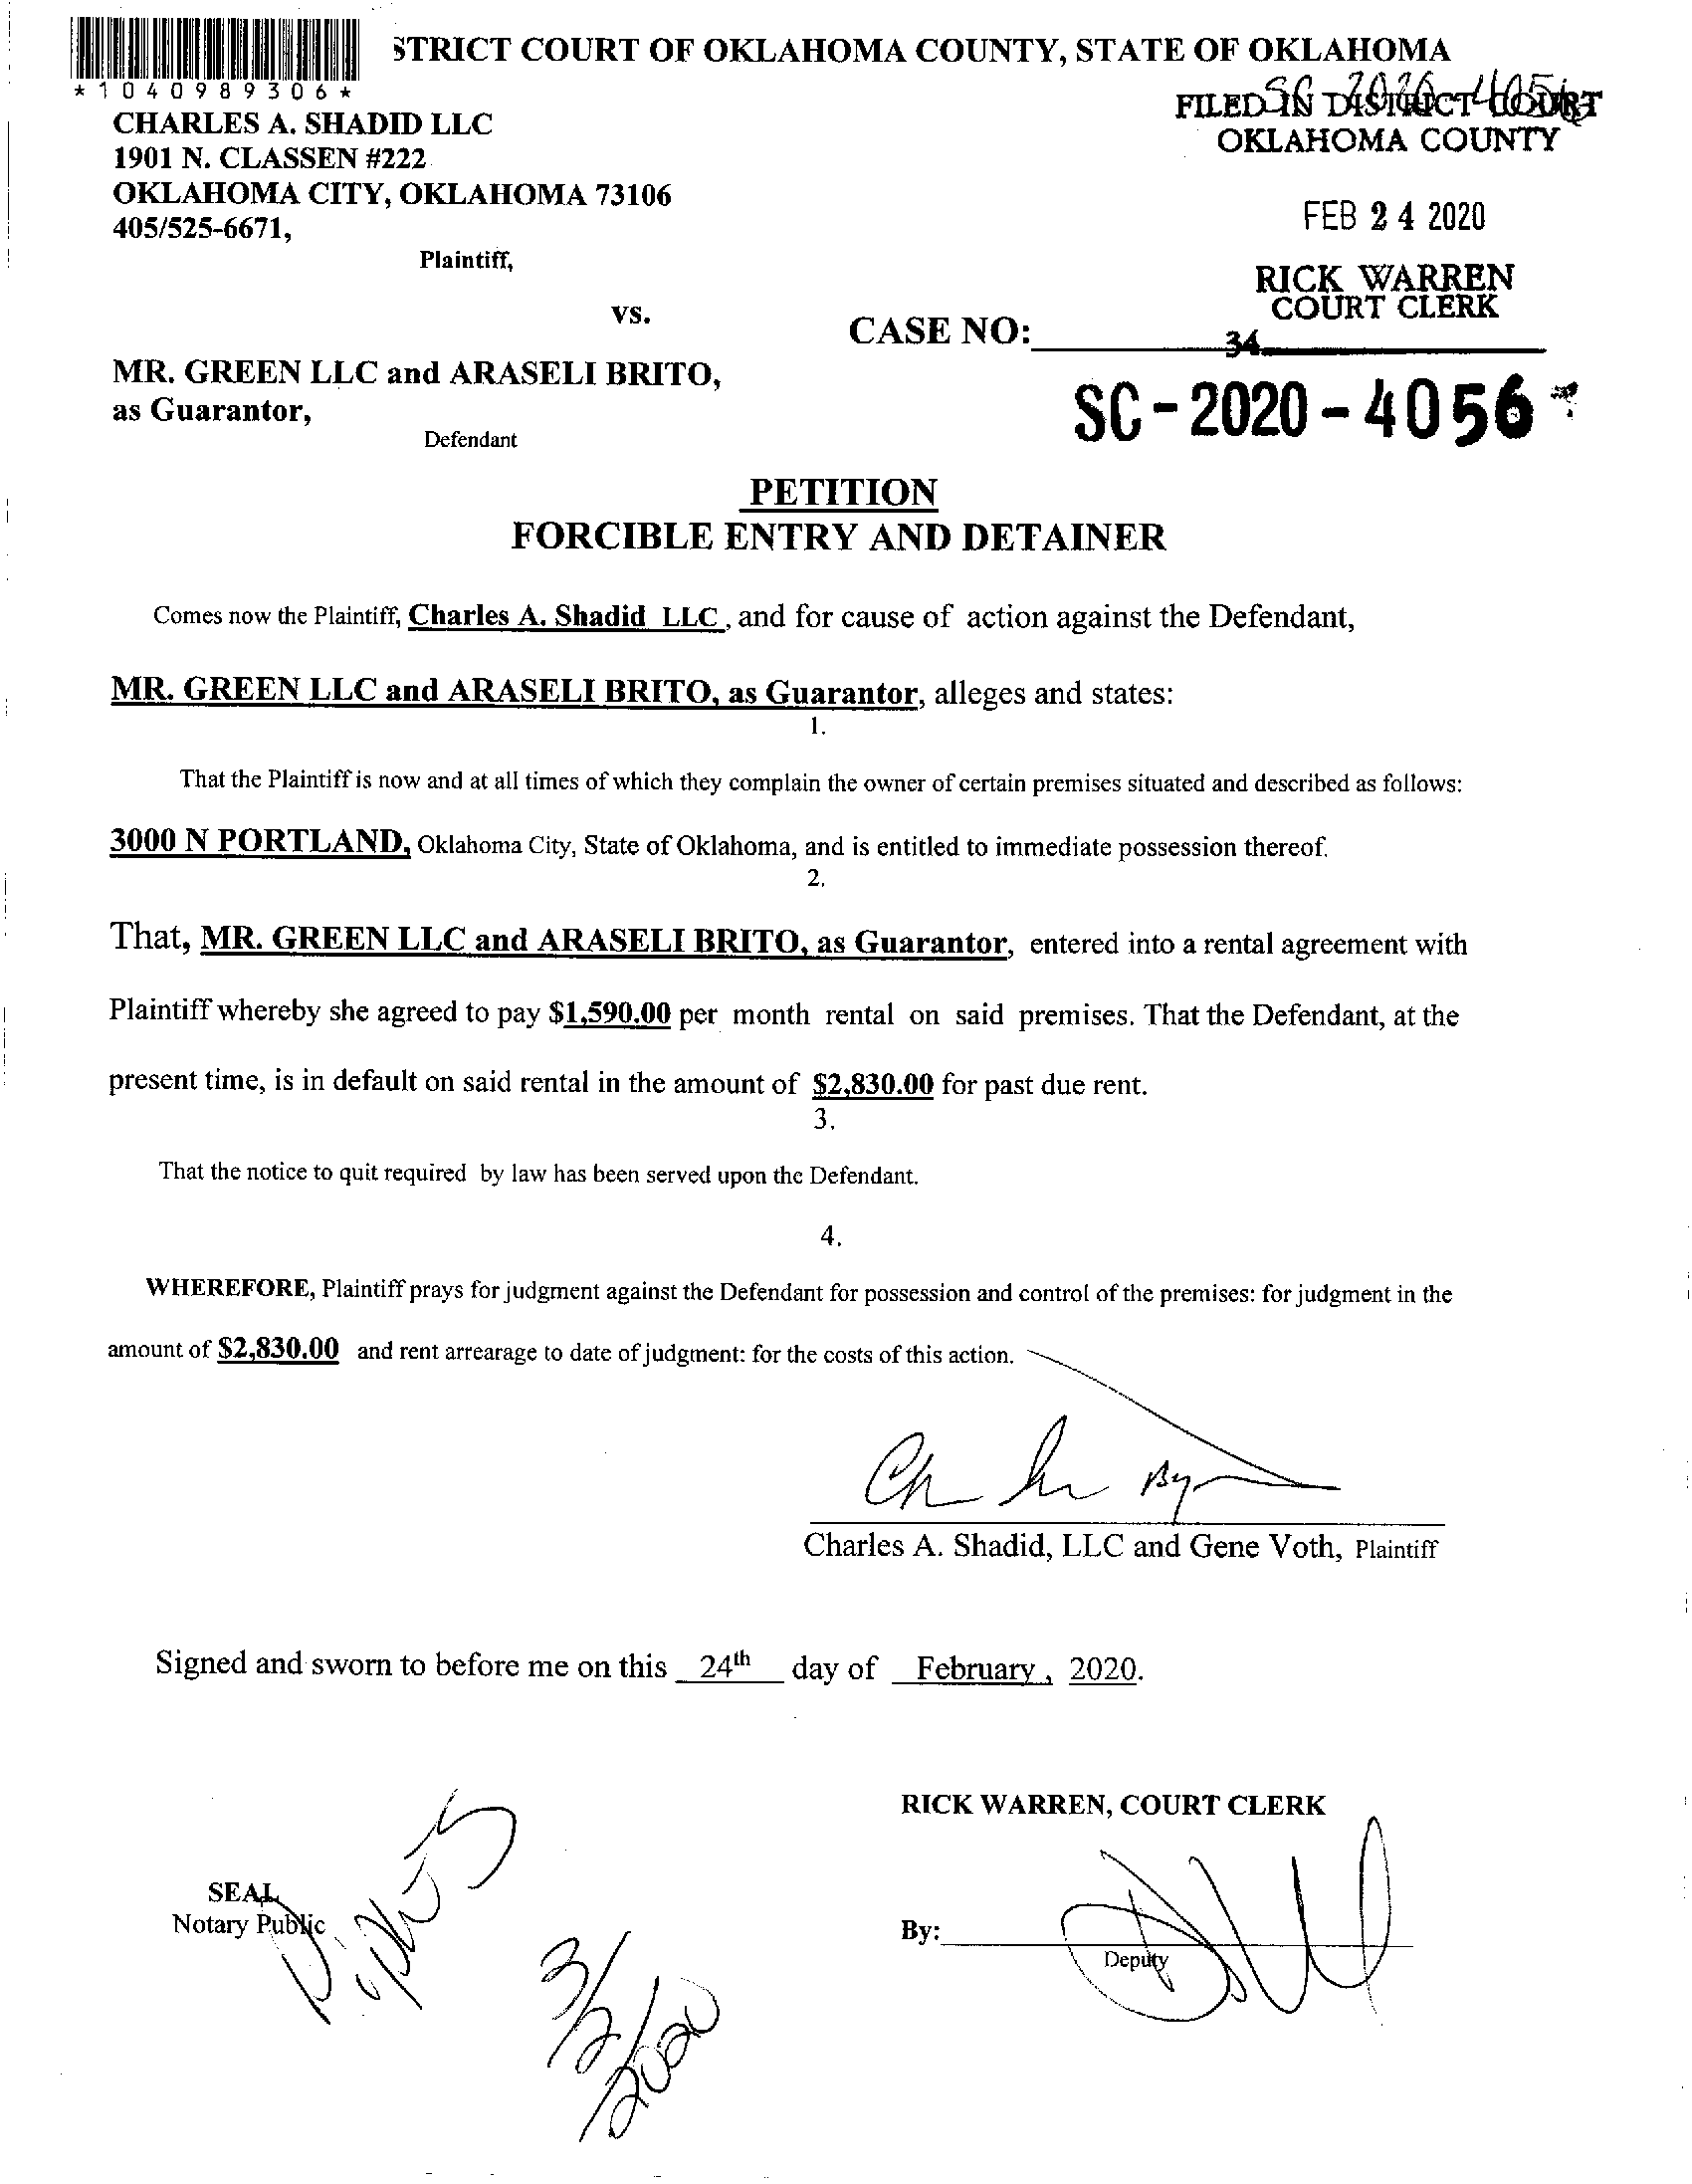 STRICT COURT OF OKLAHOMA COUNTY, STATE OF OKLAHOMA
*1040989306*
FILED IN DISTRICT COURT
OKLAHOMA COUNTY
CHARLES A. SHADID LLC
1901 N. CLASSEN #222
OKLAHOMA CITY, OKLAHOMA 73106
405/525-6671,
FEB 24 2020
Plaintiff,
RICK WARREN
COURT CLERK
vs.
CASE NO:
34
MR. GREEN LLC and ARASELI BRITO,
as Guarantor,
SC-2020-4056
Defendant
PETITION
FORCIBLE ENTRY AND DETAINER
Comes now the Plaintiff, Charles A. Shadid LLC, and for cause of action against the Defendant,
MR. GREEN LLC and ARASELI BRITO, as Guarantor, alleges and states:
1.
That the Plaintiff is now and at all times of which they complain the owner of certain premises situated and described as follows:
3000 N PORTLAND, Oklahoma City, State of Oklahoma, and is entitled to immediate possession thereof.
2.
That, MR. GREEN LLC and ARASELI BRITO, as Guarantor, entered into a rental agreement with
Plaintiff whereby she agreed to pay $1,590.00 per month rental on said premises. That the Defendant, at the
present time, is in default on said rental in the amount of $2,830.00 for past due rent.
3.
That the notice to quit required by law has been served upon the Defendant.
4.
WHEREFORE, Plaintiff prays for judgment against the Defendant for possession and control of the premises: for judgment in the
amount of $2,830.00 and rent arrearage to date of judgment: for the costs of this action.
By
Charles A. Shadid, LLC and Gene Voth, Plaintiff
Signed and sworn to before me on this 24th day of February, 2020.
RICK WARREN, COURT CLERK
SEAL
Notary Public
By:
Deputy
3/2/2020